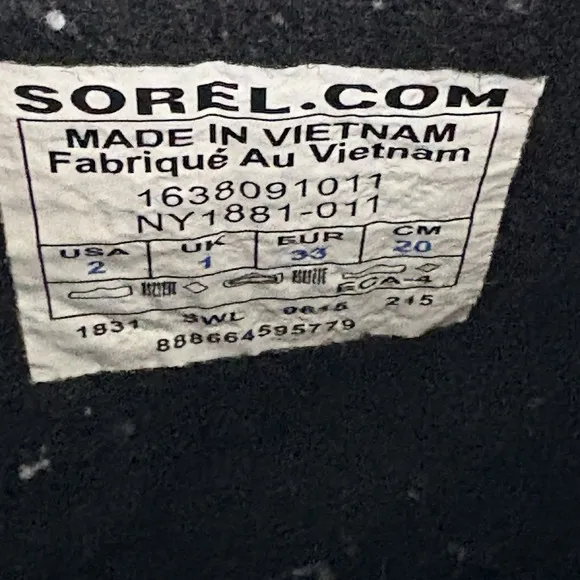 SOREL.COM
MADE IN VIETNAM
Fabriqué Au Vietnam
1638091011
NY1881-011
USA UK EUR CM
2 1 33 20
ECA-4
1831 SWL 0615 215
888664595779